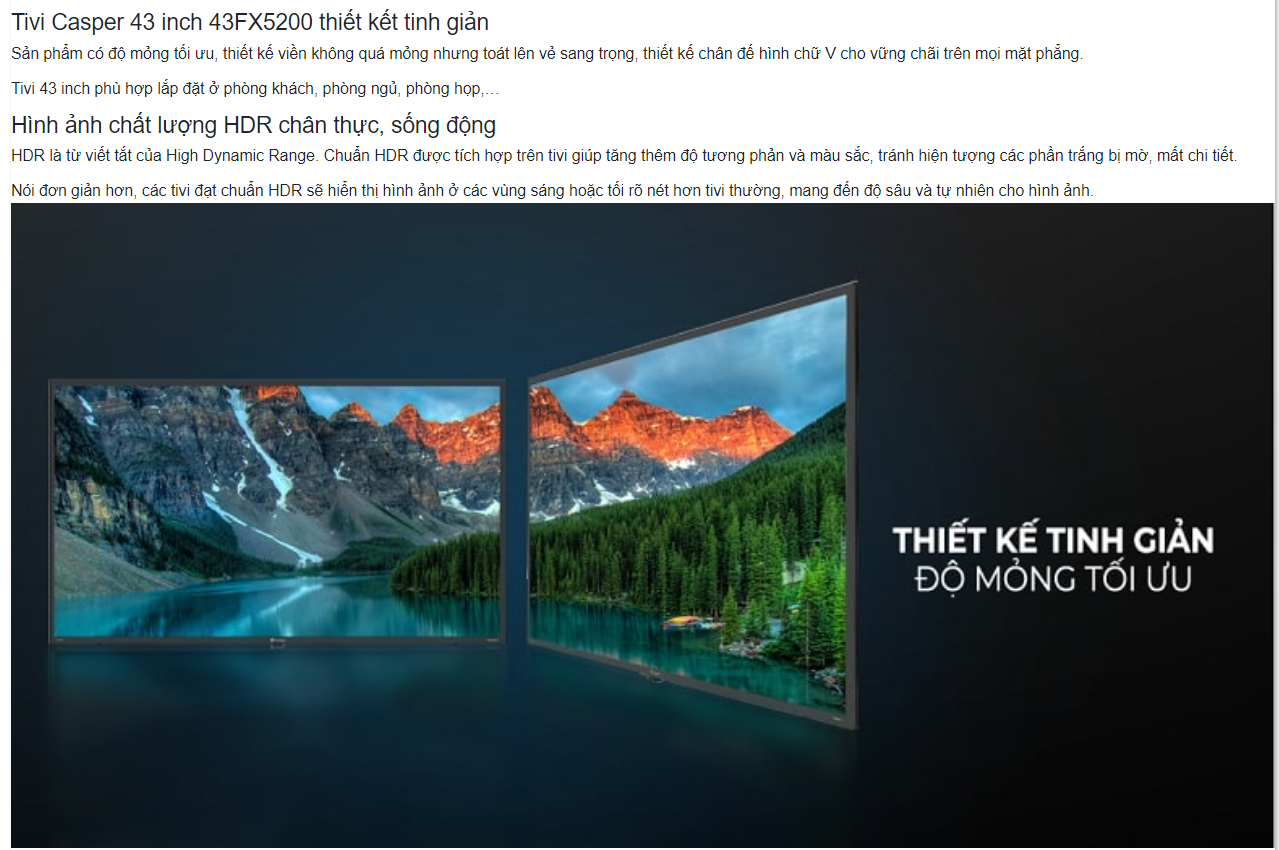 Tivi Casper 43 inch 43FX5200 thiết kết tinh giản
Sản phẩm có độ mỏng tối ưu, thiết kế viền không quá mỏng nhưng toát lên vẻ sang trọng, thiết kế chân đế hình chữ V cho vững chãi trên mọi mặt phẳng.
Tivi 43 inch phù hợp lắp đặt ở phòng khách, phòng ngủ, phòng họp,…
Hình ảnh chất lượng HDR chân thực, sống động
HDR là từ viết tắt của High Dynamic Range. Chuẩn HDR được tích hợp trên tivi giúp tăng thêm độ tương phản và màu sắc, tránh hiện tượng các phần trắng bị mờ, mất chi tiết.
Nói đơn giản hơn, các tivi đạt chuẩn HDR sẽ hiển thị hình ảnh ở các vùng sáng hoặc tối rõ nét hơn tivi thường, mang đến độ sâu và tự nhiên cho hình ảnh.
THIẾT KẾ TINH GIẢN
ĐỘ MỎNG TỐI ƯU